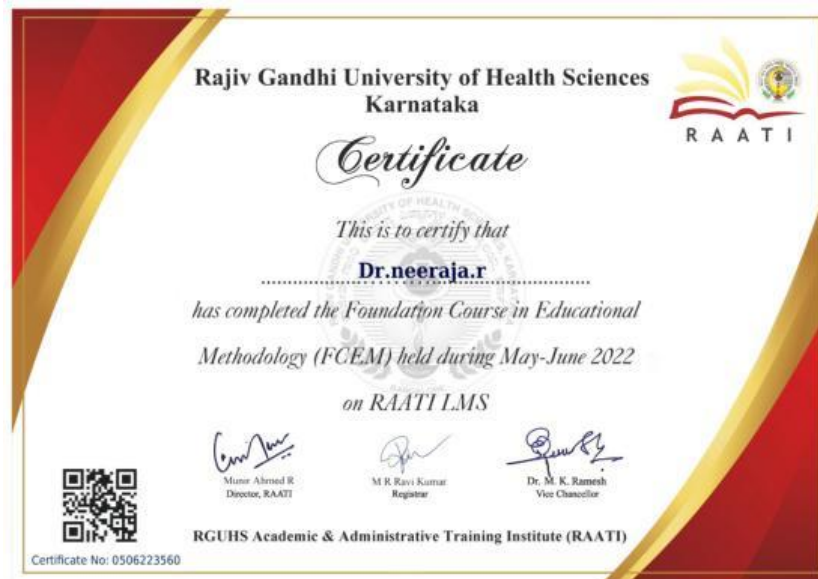 Rajiv Gandhi University of Health Sciences
Karnataka
RAATI
Certificate
This is to certify that
Dr.neeraja.r
has completed the Foundation Course in Educational
Methodology (FCEM) held during May-June 2022
on RAATI LMS
Munir Ahmed R
Director, RAATI
M R Ravi Kumar
Registrar
Dr. M. K. Ramesh
Vice Chancellor
RGUHS Academic & Administrative Training Institute (RAATI)
Certificate No: 0506223560